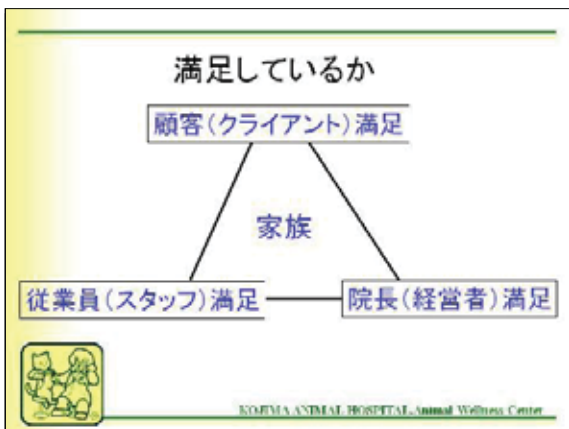 満足しているか
顧客(クライアント)満足
家族
従業員(スタッフ)満足
院長(経営者)満足
KOJIMA ANIMAL HOSPITAL Animal Wellness Center